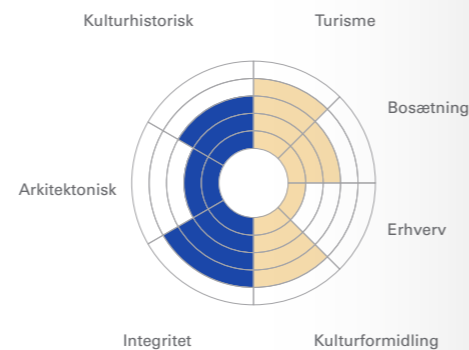 Kulturhistorisk
Turisme
Bosætning
Arkitektonisk
Erhverv
Integritet
Kulturformidling